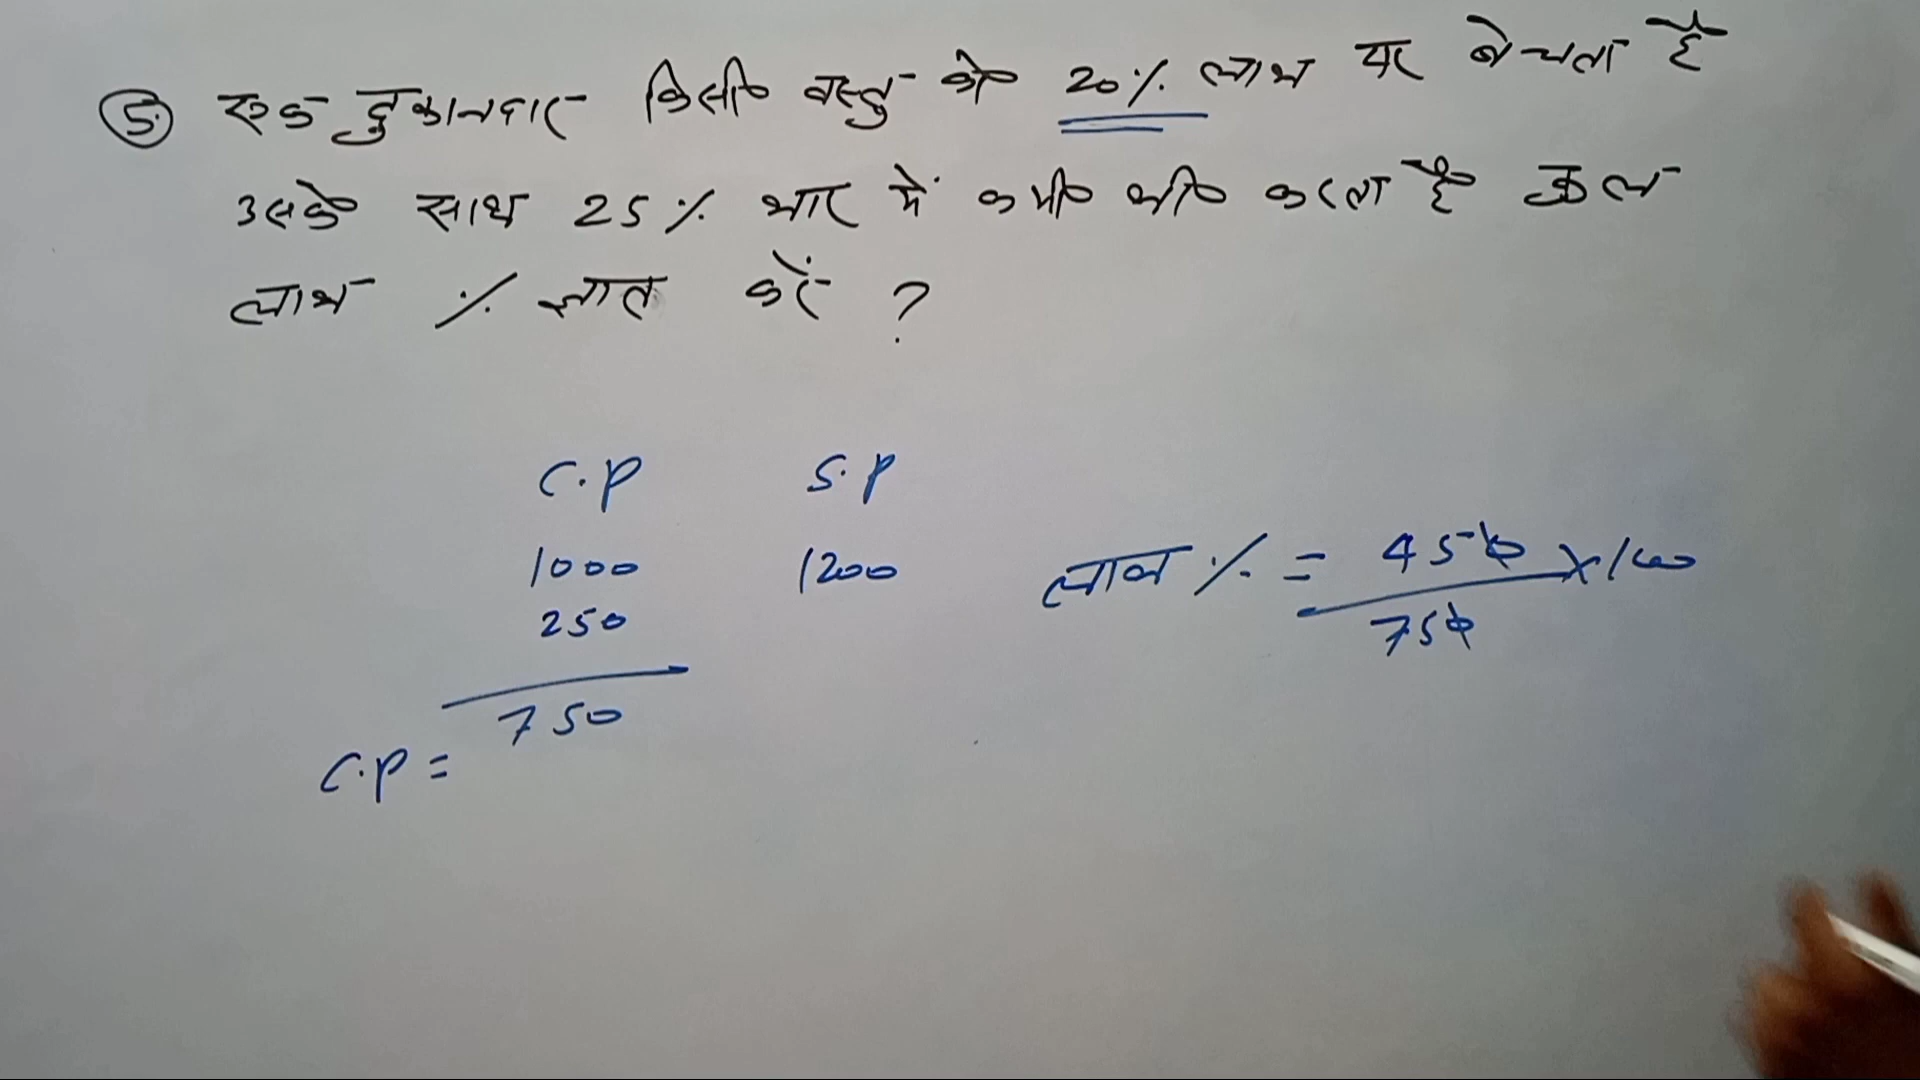 5. एक दुकानदार किसी वस्तु को 20% लाभ पर बेचता है
उसके साथ 25% भार में कमी भी करता है कुल
लाभ % ज्ञात करें ?
C.P S.P
1000 1200
250
750
C.P =
लाभ % = 450/750 × 100